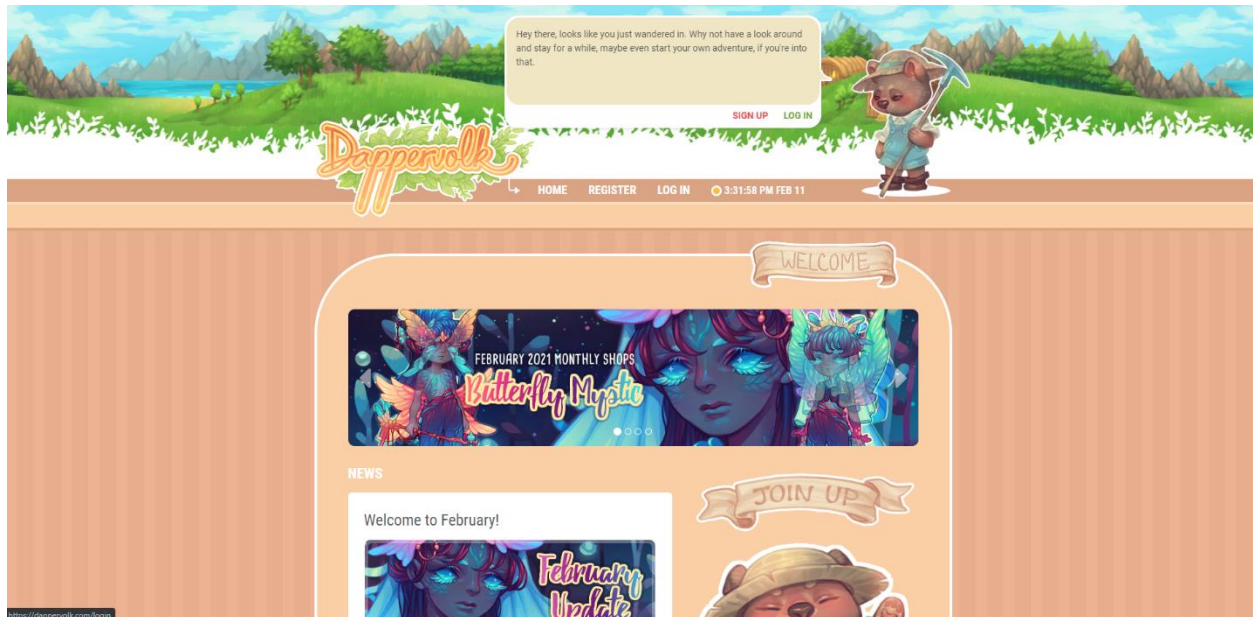 Hey there, looks like you just wandered in. Why not have a look around
and stay for a while, maybe even start your own adventure, if you're into
that.
SIGN UP LOG IN
Dappervolk
HOME REGISTER LOG IN 3:31:58 PM FEB 11
WELCOME
FEBRUARY 2021 MONTHLY SHOPS
Butterfly Mystic
NEWS
JOIN UP
Welcome to February!
February
Update
https://dappervolk.com/login